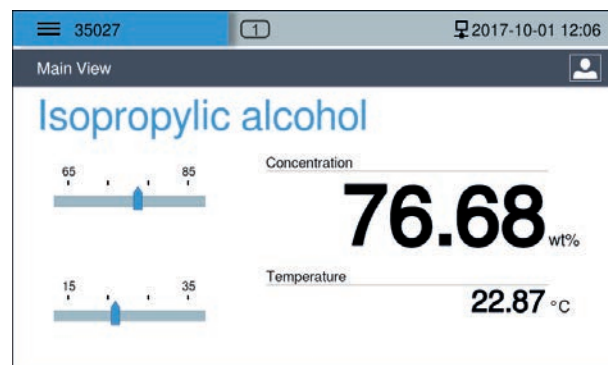 35027 1 2017-10-01 12:06
Main View
Isopropylic alcohol
65 85
Concentration
76.68 wt%
15 35
Temperature
22.87 °C